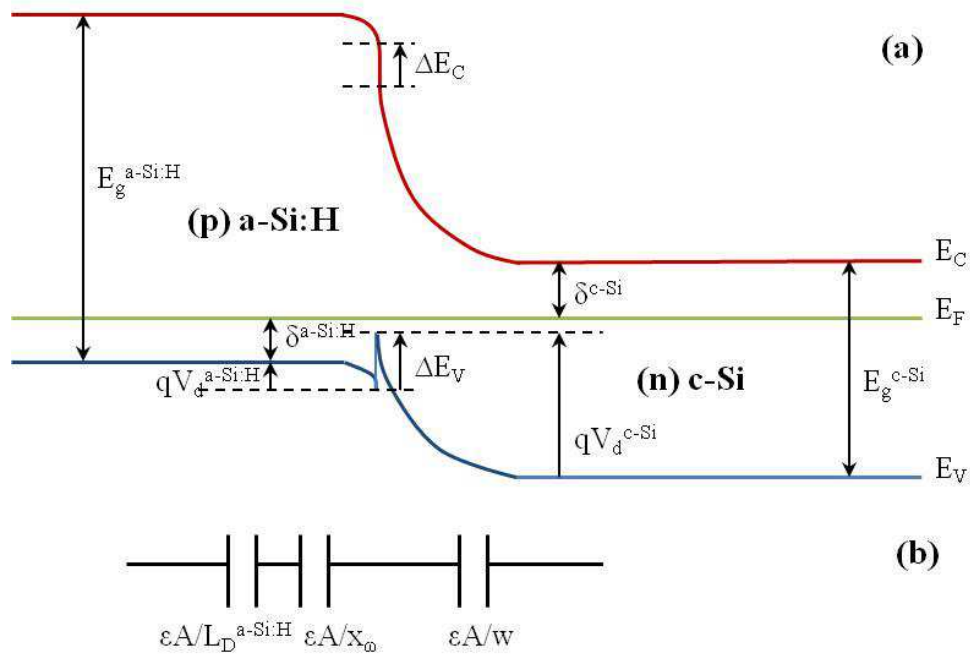 (a)
ΔE_C
E_g^a-Si:H
(p) a-Si:H
E_C
δ^c-Si
E_F
δ^a-Si:H
qV_d^a-Si:H
ΔE_V
(n) c-Si
E_g^c-Si
qV_d^c-Si
E_V
(b)
εA/L_D^a-Si:H
εA/x_ω
εA/w